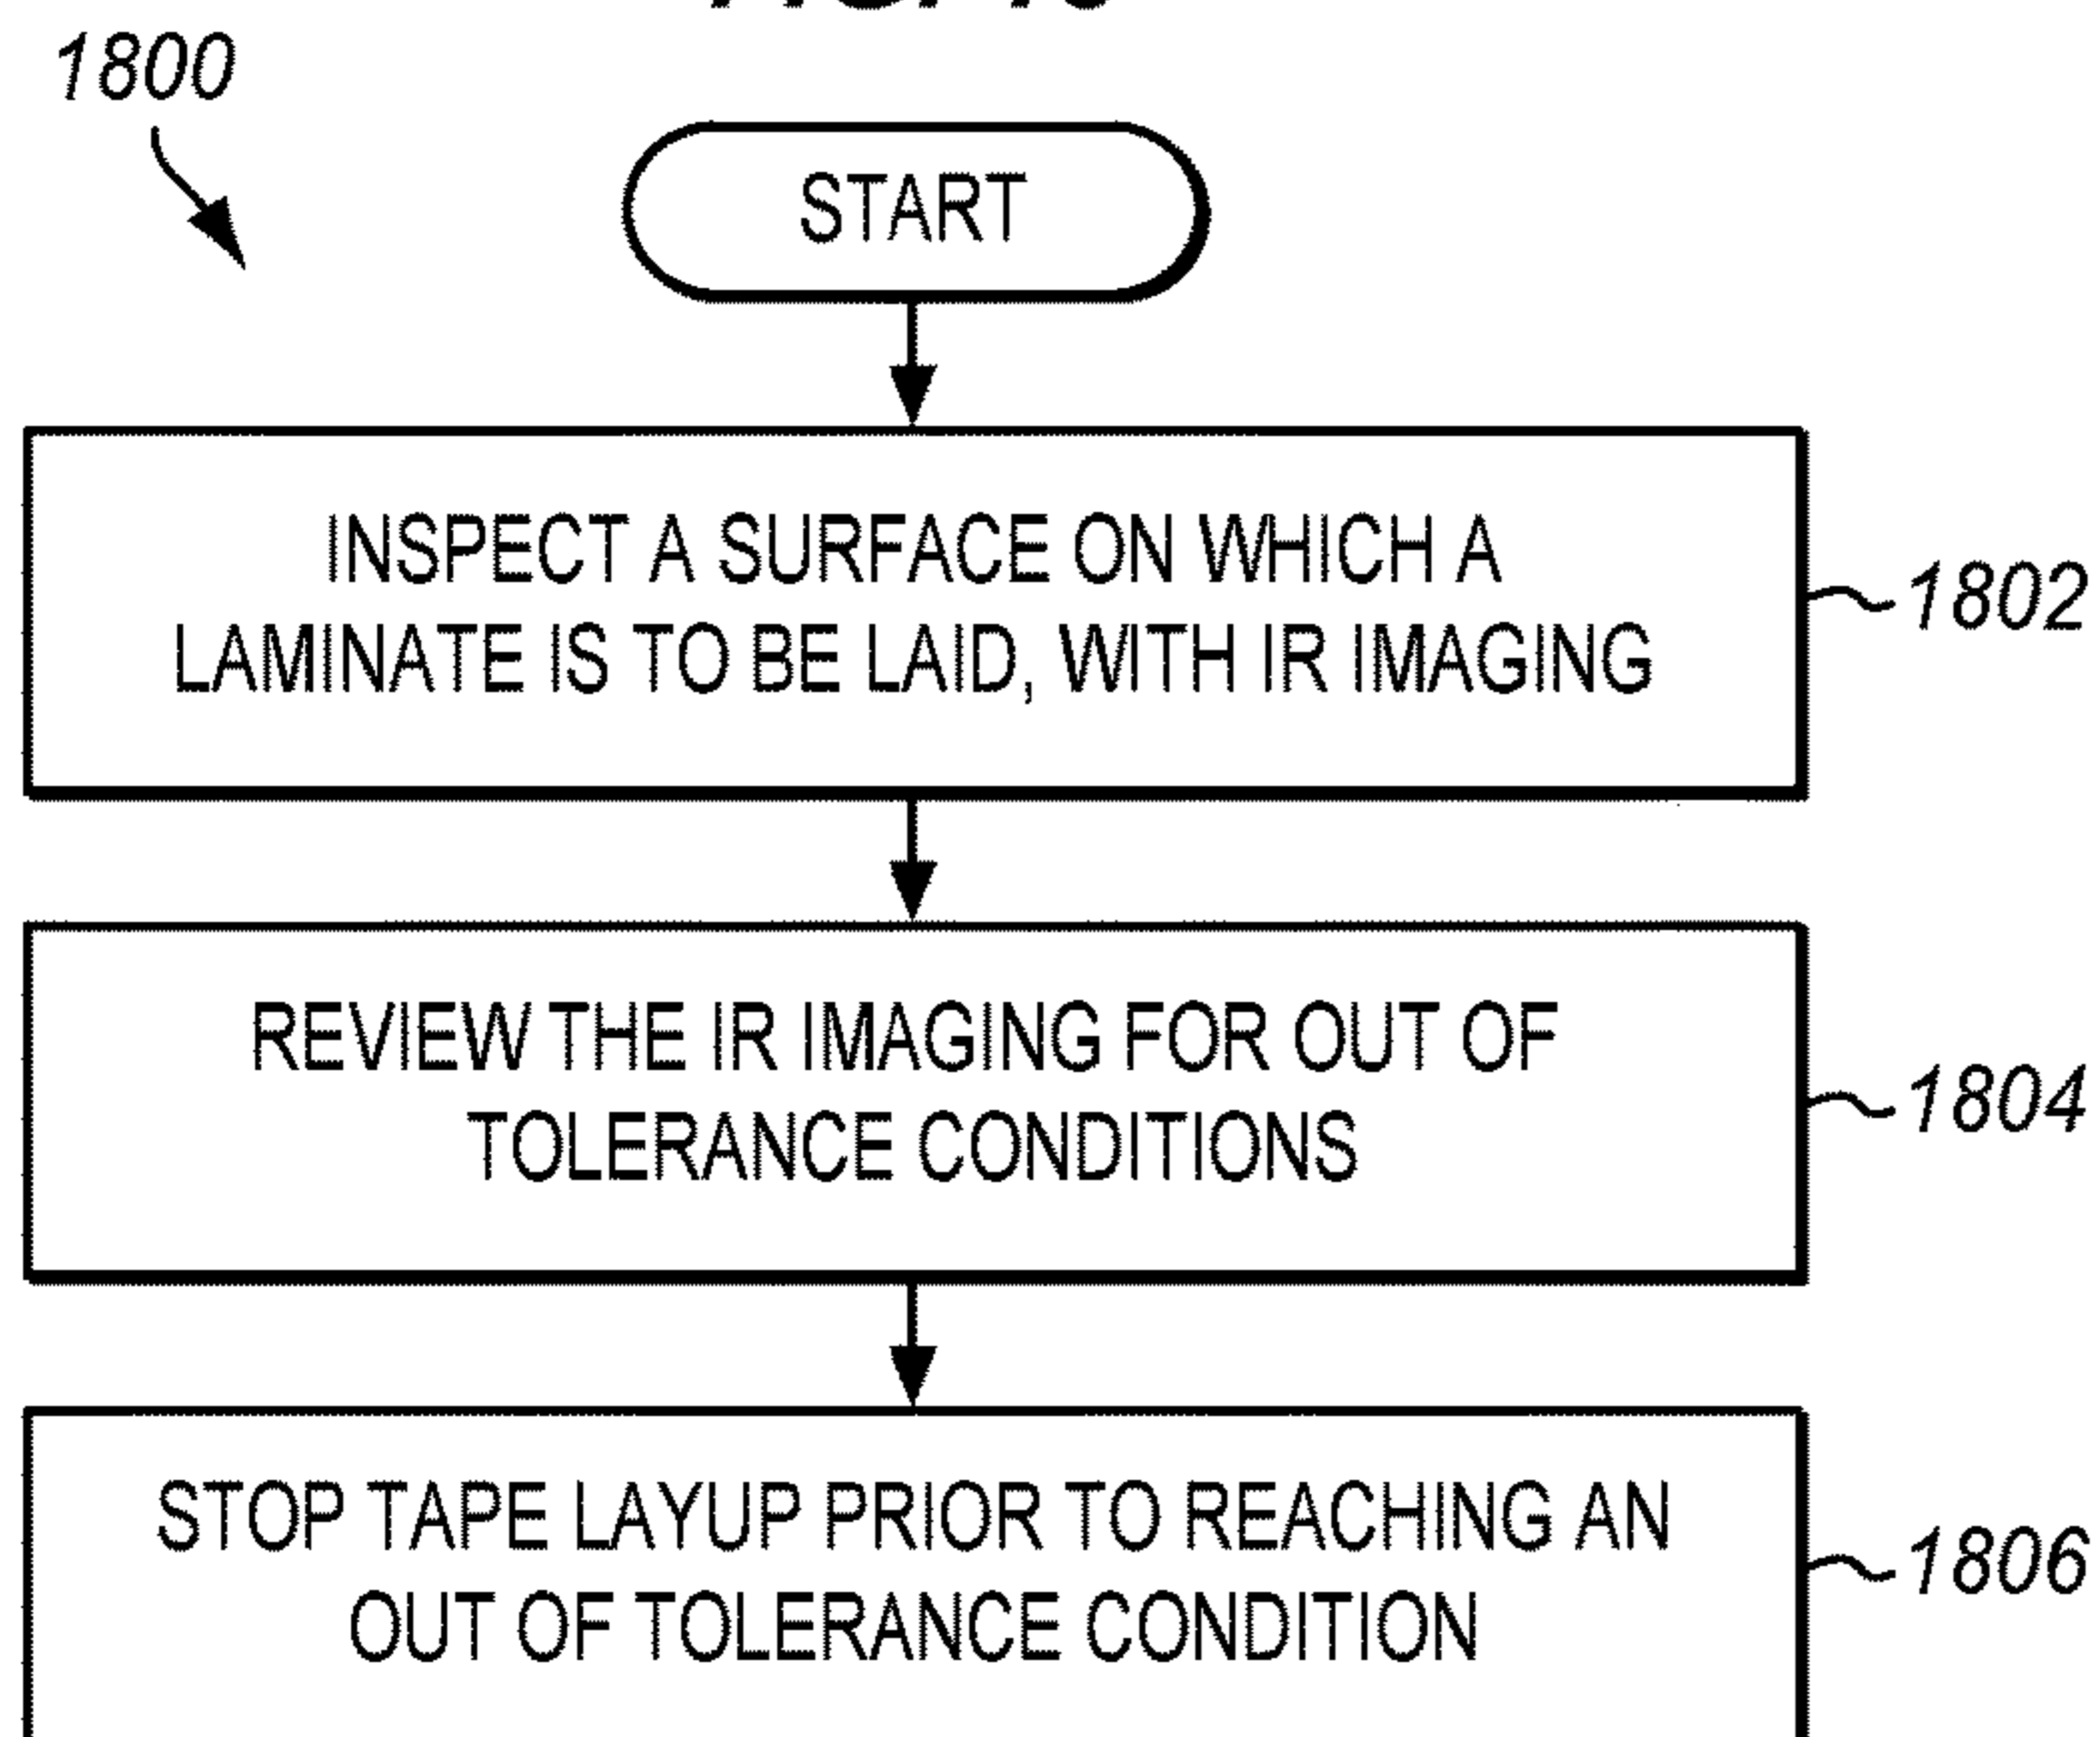 1800
START
INSPECT A SURFACE ON WHICH A
LAMINATE IS TO BE LAID, WITH IR IMAGING
1802
REVIEW THE IR IMAGING FOR OUT OF
TOLERANCE CONDITIONS
1804
STOP TAPE LAYUP PRIOR TO REACHING AN
OUT OF TOLERANCE CONDITION
1806